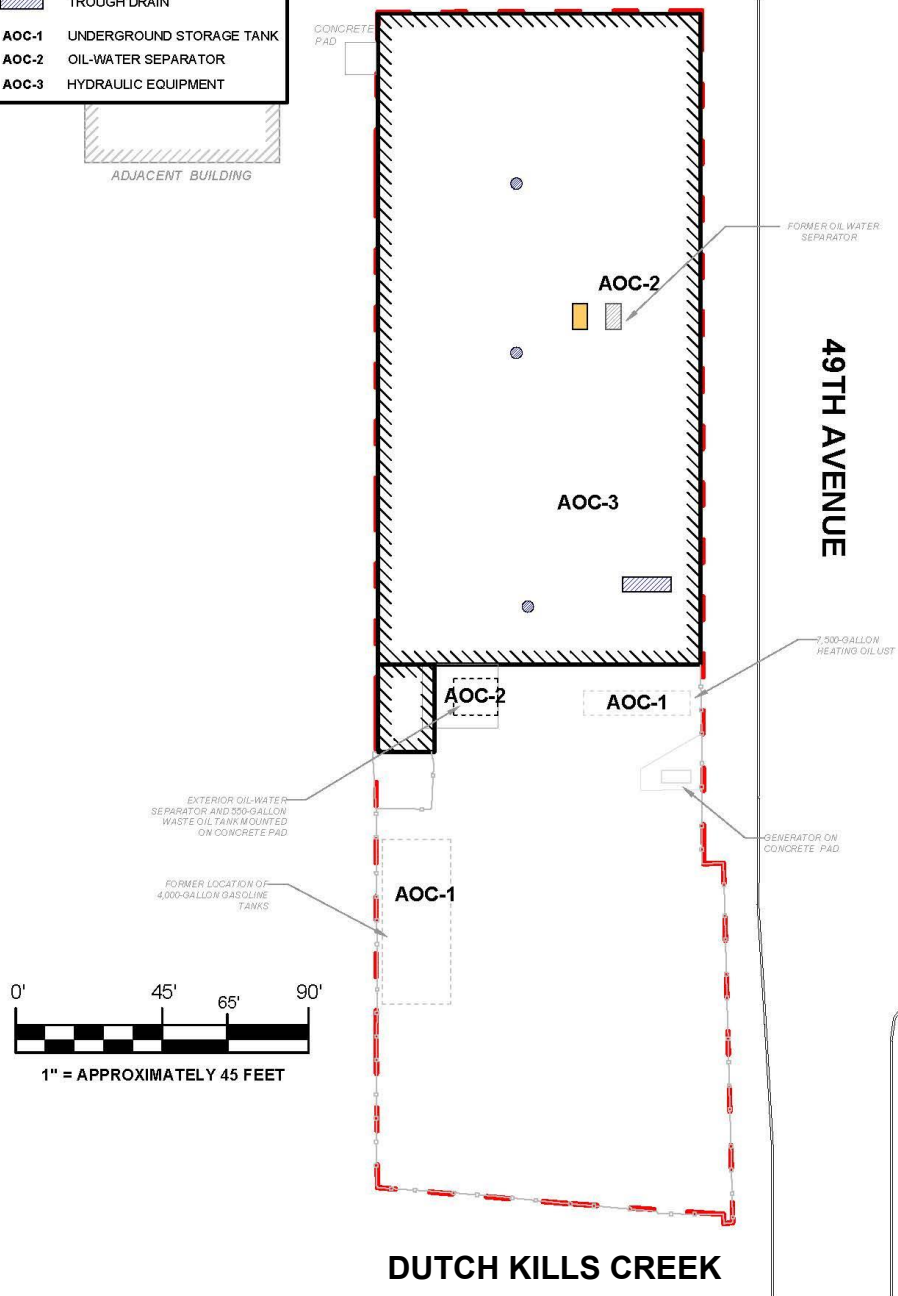 TROUGH DRAIN
AOC-1 UNDERGROUND STORAGE TANK
AOC-2 OIL-WATER SEPARATOR
AOC-3 HYDRAULIC EQUIPMENT
CONCRETE
PAD
ADJACENT BUILDING
FORMER OIL WATER
SEPARATOR
AOC-2
49TH AVENUE
AOC-3
7,500-GALLON
HEATING OIL UST
AOC-2
AOC-1
EXTERIOR OIL-WATER
SEPARATOR AND 550-GALLON
WASTE OIL TANK MOUNTED
ON CONCRETE PAD
GENERATOR ON
CONCRETE PAD
FORMER LOCATION OF
4,000-GALLON GASOLINE
TANKS
AOC-1
0' 45' 65' 90'
1" = APPROXIMATELY 45 FEET
DUTCH KILLS CREEK